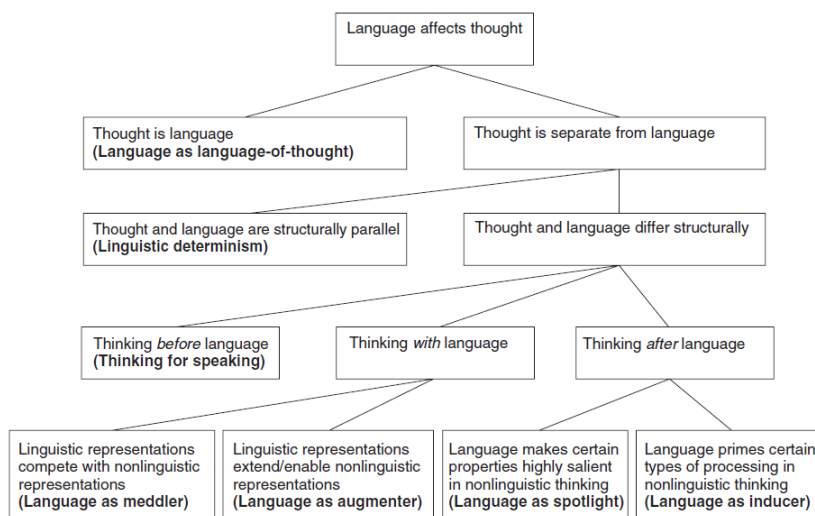 Language affects thought
Thought is language
(Language as language-of-thought)
Thought is separate from language
Thought and language are structurally parallel
(Linguistic determinism)
Thought and language differ structurally
Thinking before language
(Thinking for speaking)
Thinking with language
Thinking after language
Linguistic representations
compete with nonlinguistic
representations
(Language as meddler)
Linguistic representations
extend/enable nonlinguistic
representations
(Language as augmenter)
Language makes certain
properties highly salient
in nonlinguistic thinking
(Language as spotlight)
Language primes certain
types of processing in
nonlinguistic thinking
(Language as inducer)